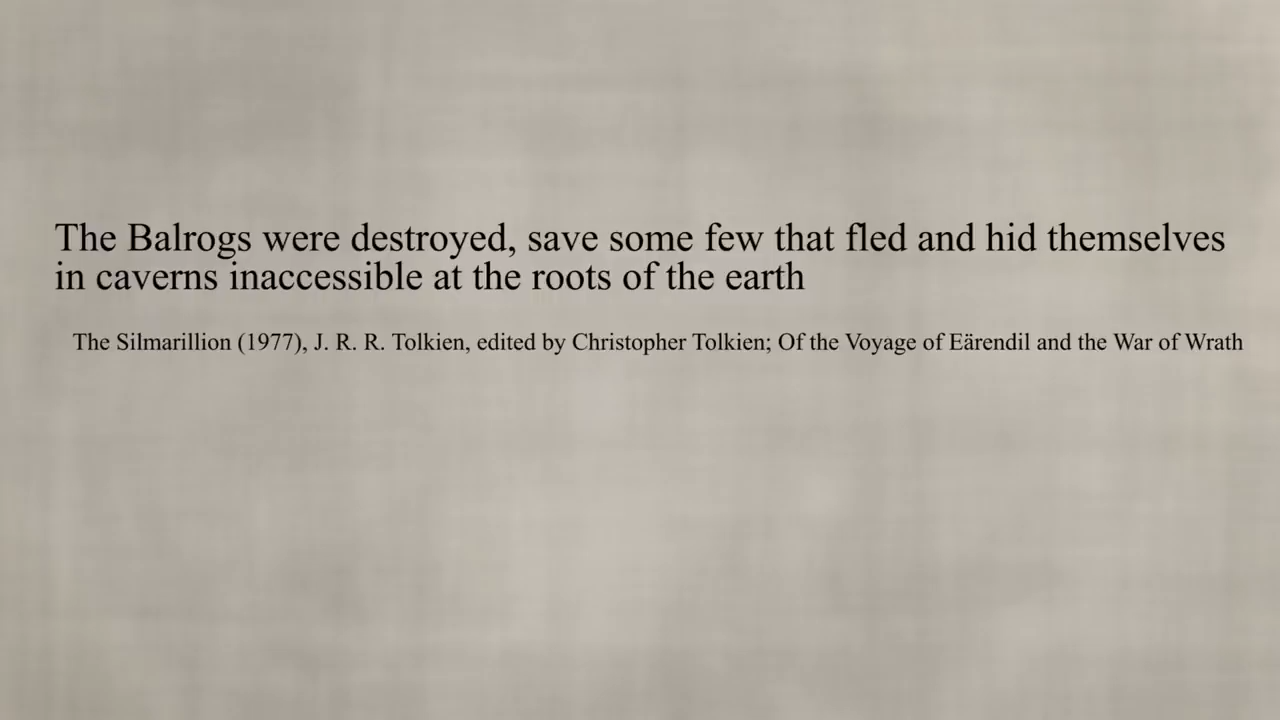 The Balrogs were destroyed, save some few that fled and hid themselves
in caverns inaccessible at the roots of the earth
The Silmarillion (1977), J. R. R. Tolkien, edited by Christopher Tolkien; Of the Voyage of Eärendil and the War of Wrath